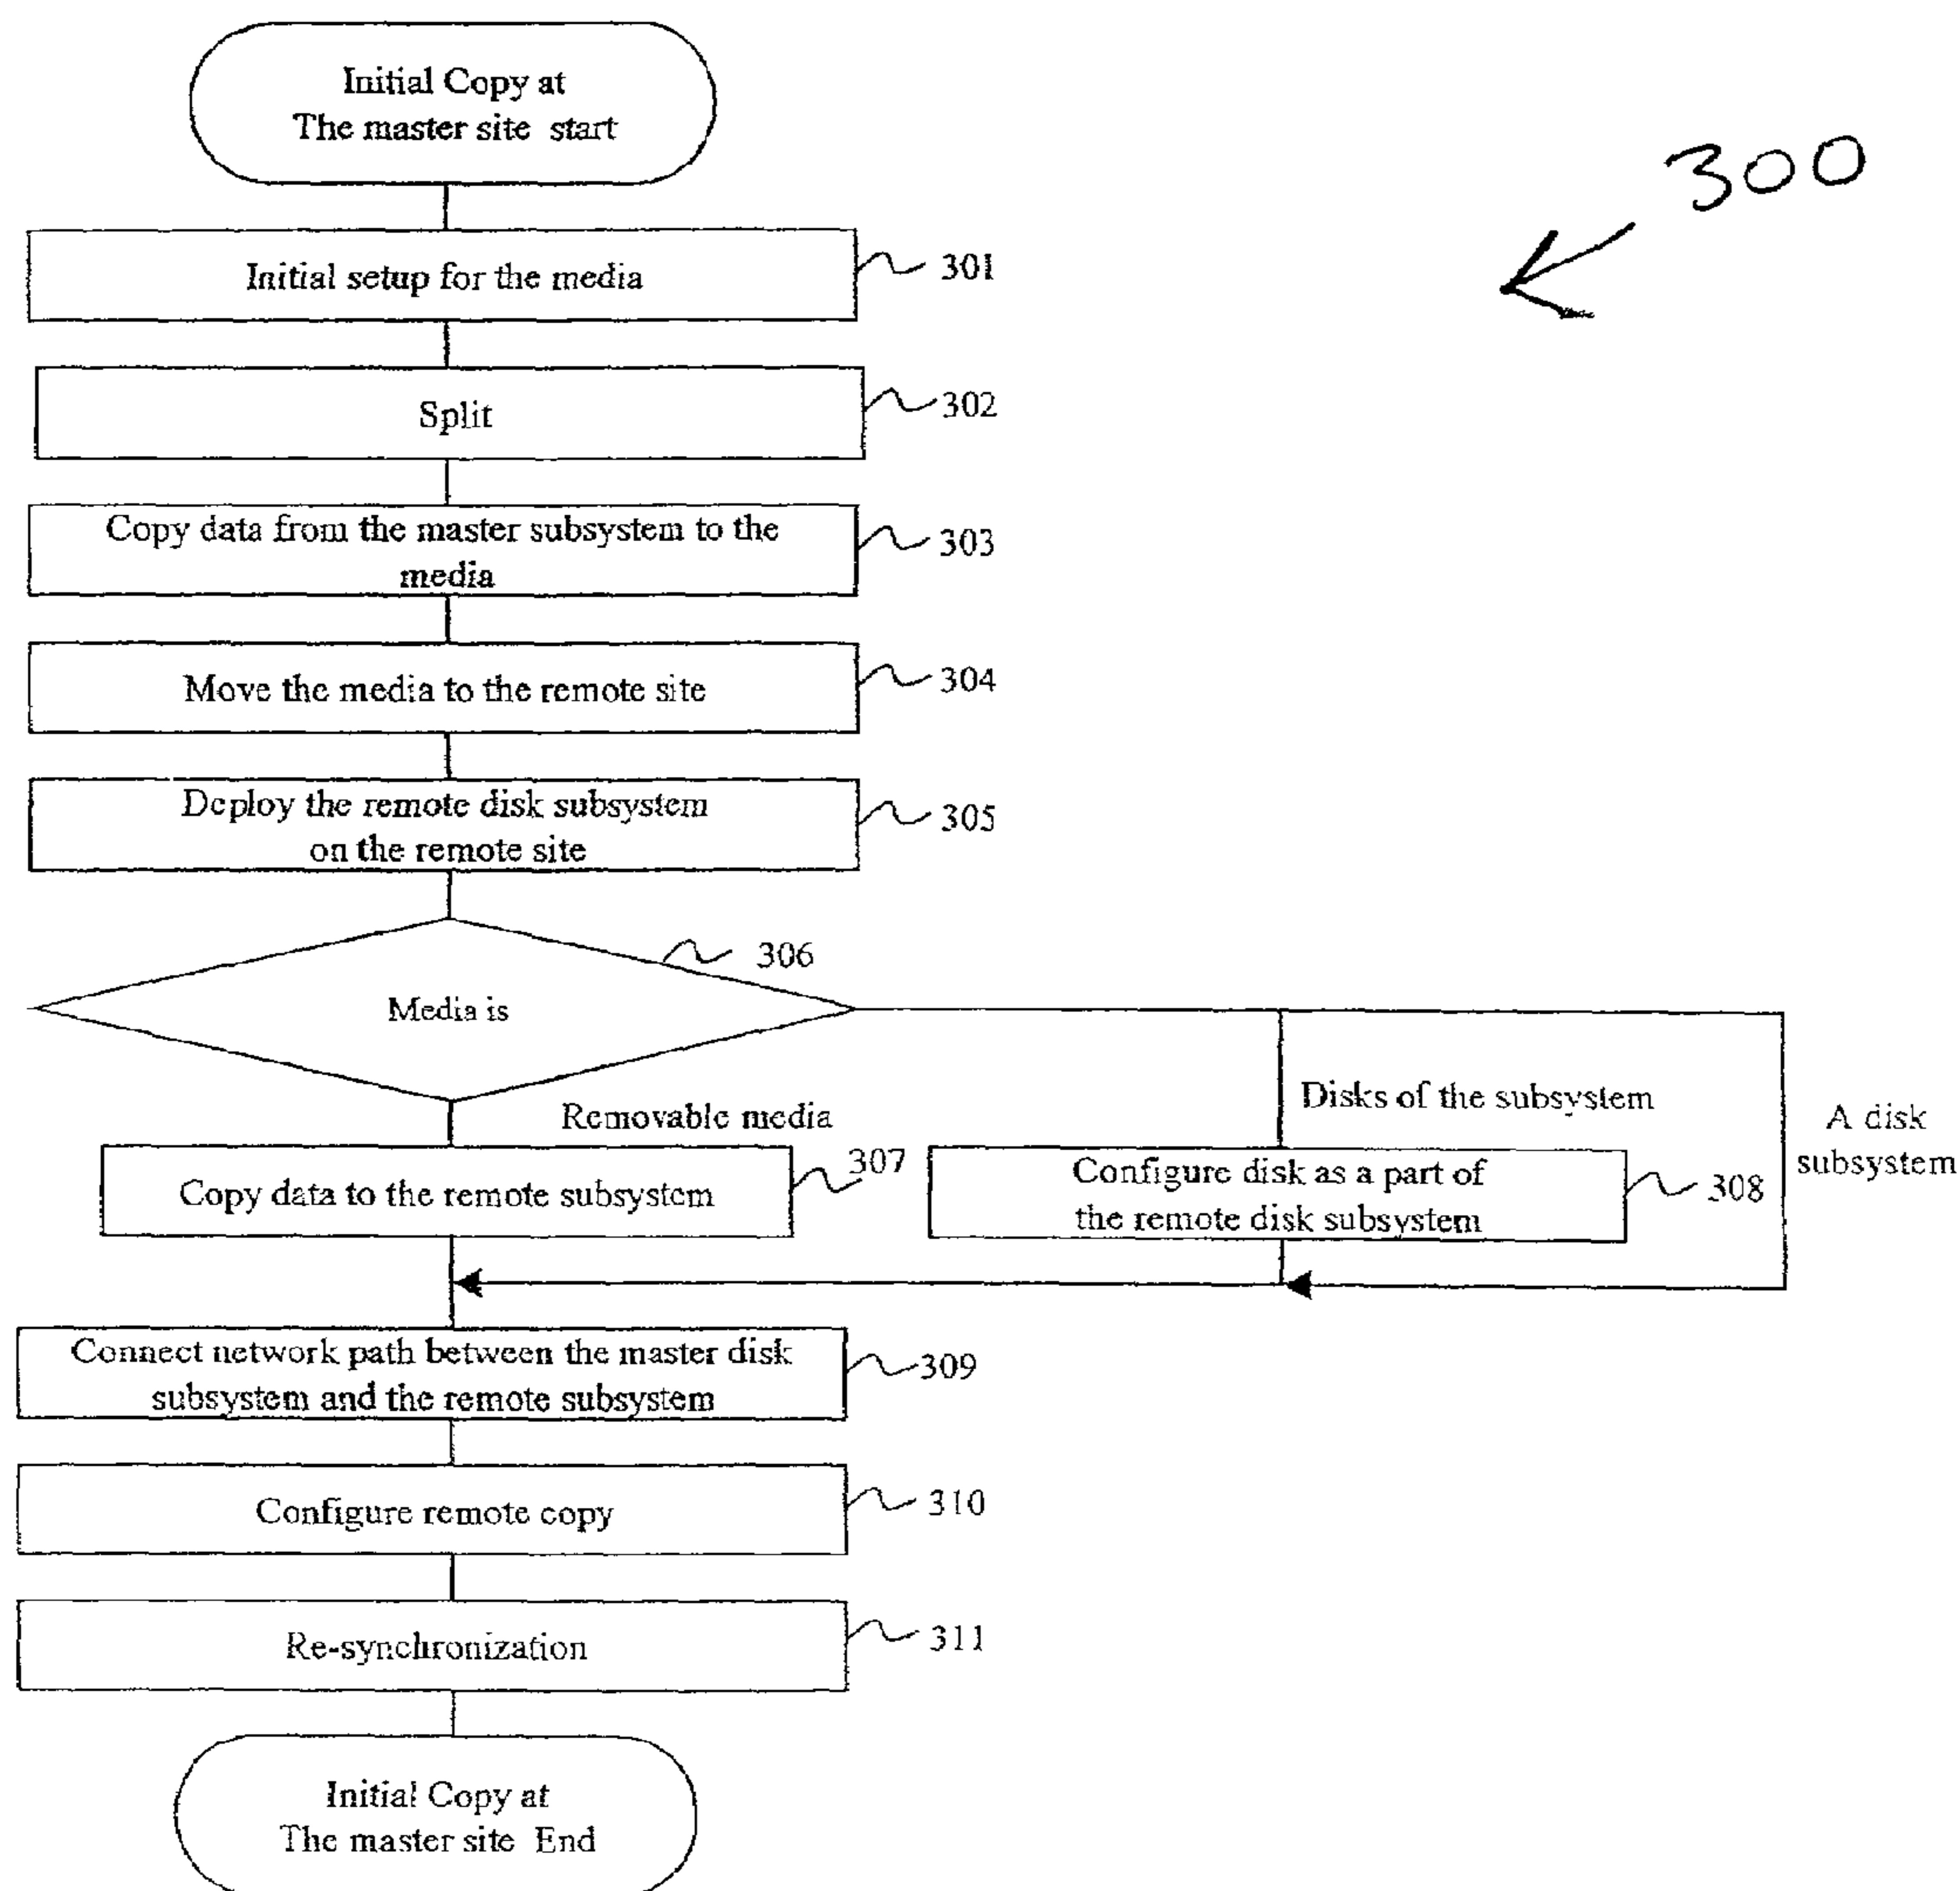 Initial Copy at
The master site start
300
Initial setup for the media
301
Split
302
Copy data from the master subsystem to the
media
303
Move the media to the remote site
304
Deploy the remote disk subsystem
on the remote site
305
306
Media is
Removable media
Disks of the subsystem
A disk
subsystem
Copy data to the remote subsystem
307
Configure disk as a part of
the remote disk subsystem
308
Connect network path between the master disk
subsystem and the remote subsystem
309
Configure remote copy
310
Re-synchronization
311
Initial Copy at
The master site End